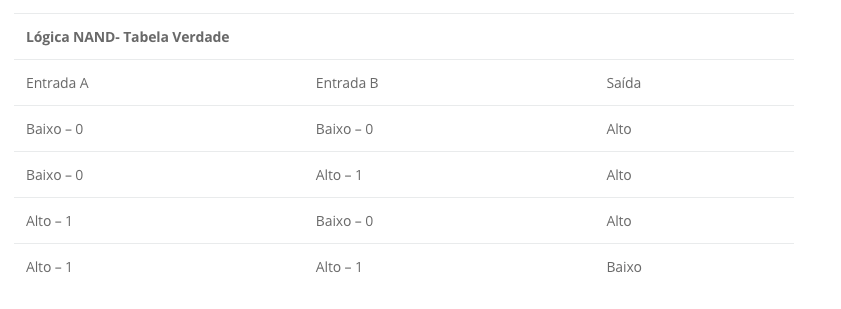 Lógica NAND- Tabela Verdade
Entrada A Entrada B Saída
Baixo – 0 Baixo – 0 Alto
Baixo – 0 Alto – 1 Alto
Alto – 1 Baixo – 0 Alto
Alto – 1 Alto – 1 Baixo